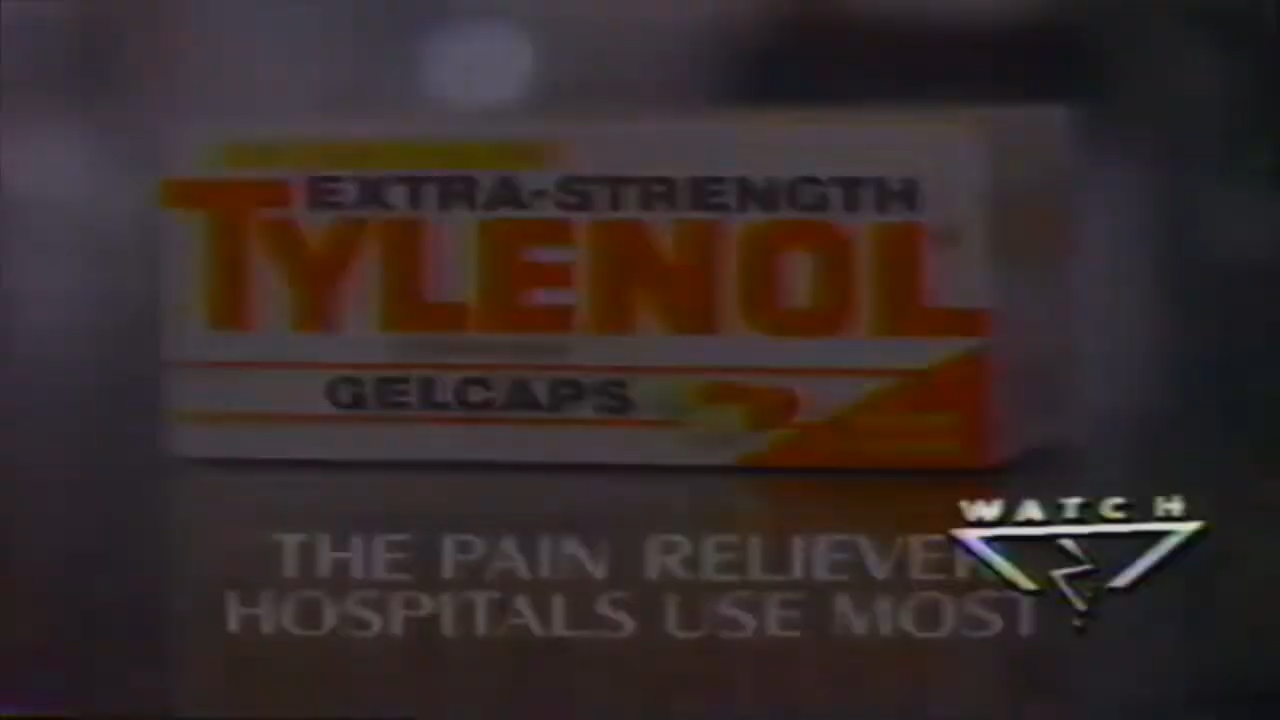 EXTRA-STRENGTH
TYLENOL
GELCAPS
THE PAIN RELIEVER
HOSPITALS USE MOST
WATCH